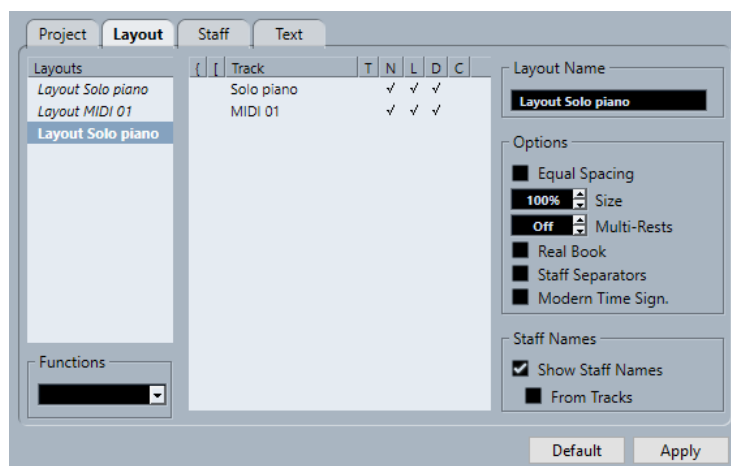 Project Layout Staff Text
Layouts
Layout Solo piano
Layout MIDI 01
Layout Solo piano
{ [ Track T N L D C
Solo piano √ √ √
MIDI 01 √ √ √
Layout Name
Layout Solo piano
Options
Equal Spacing
100% Size
Off Multi-Rests
Real Book
Staff Separators
Modern Time Sign.
Functions
Staff Names
Show Staff Names
From Tracks
Default Apply